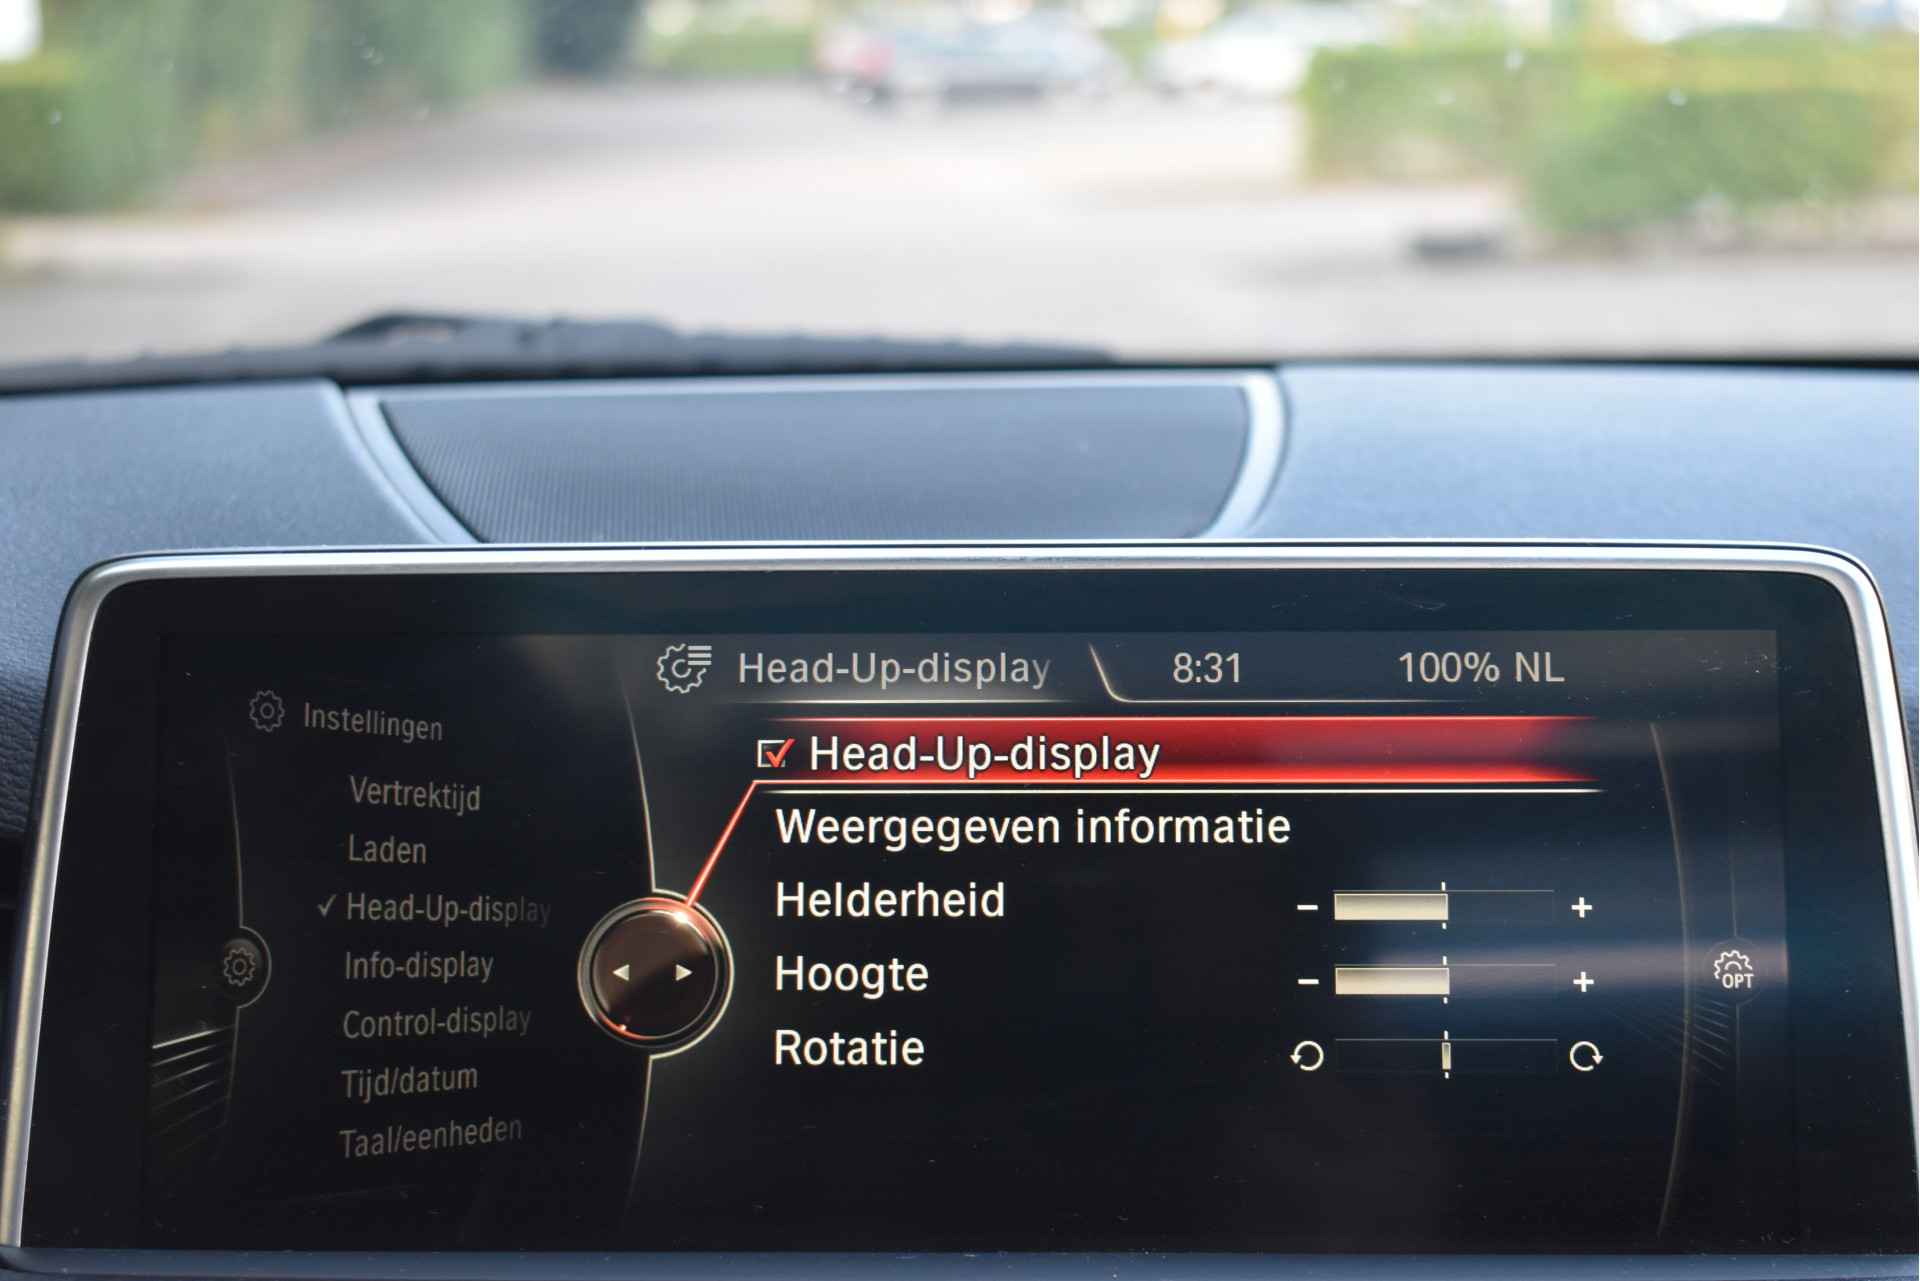 Head-Up-display 8:31 100% NL
Instellingen
Vertrektijd
Laden
Head-Up-display
Info-display
Control-display
Tijd/datum
Taal/eenheden
Head-Up-display
Weergegeven informatie
Helderheid - +
Hoogte - +
Rotatie
OPT